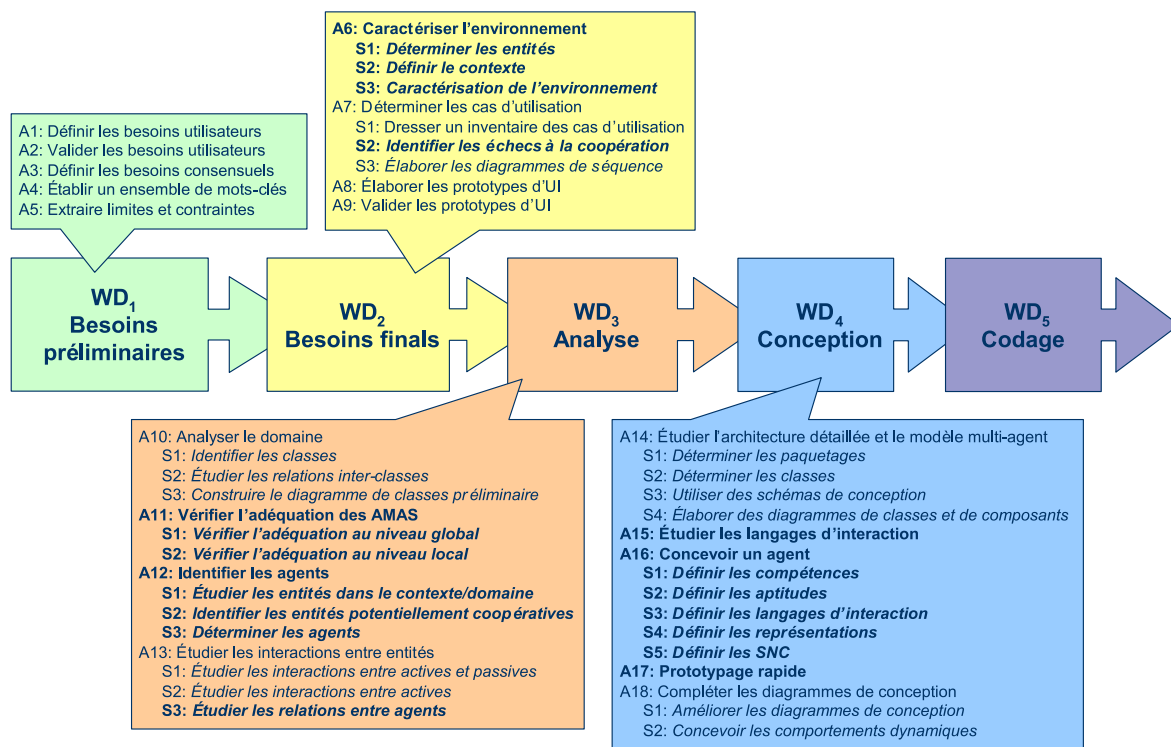 A6: Caractériser l'environnement
S1: Déterminer les entités
S2: Définir le contexte
S3: Caractérisation de l'environnement
A7: Déterminer les cas d'utilisation
S1: Dresser un inventaire des cas d'utilisation
S2: Identifier les échecs à la coopération
S3: Élaborer les diagrammes de séquence
A8: Élaborer les prototypes d'UI
A9: Valider les prototypes d'UI
A1: Définir les besoins utilisateurs
A2: Valider les besoins utilisateurs
A3: Définir les besoins consensuels
A4: Établir un ensemble de mots-clés
A5: Extraire limites et contraintes
WD1
Besoins
préliminaires
WD2
Besoins finals
WD3
Analyse
WD4
Conception
WD5
Codage
A10: Analyser le domaine
S1: Identifier les classes
S2: Étudier les relations inter-classes
S3: Construire le diagramme de classes préliminaire
A11: Vérifier l'adéquation des AMAS
S1: Vérifier l'adéquation au niveau global
S2: Vérifier l'adéquation au niveau local
A12: Identifier les agents
S1: Étudier les entités dans le contexte/domaine
S2: Identifier les entités potentiellement coopératives
S3: Déterminer les agents
A13: Étudier les interactions entre entités
S1: Étudier les interactions entre actives et passives
S2: Étudier les interactions entre actives
S3: Étudier les relations entre agents
A14: Étudier l'architecture détaillée et le modèle multi-agent
S1: Déterminer les paquetages
S2: Déterminer les classes
S3: Utiliser des schémas de conception
S4: Élaborer des diagrammes de classes et de composants
A15: Étudier les langages d'interaction
A16: Concevoir un agent
S1: Définir les compétences
S2: Définir les aptitudes
S3: Définir les langages d'interaction
S4: Définir les représentations
S5: Définir les SNC
A17: Prototypage rapide
A18: Compléter les diagrammes de conception
S1: Améliorer les diagrammes de conception
S2: Concevoir les comportements dynamiques